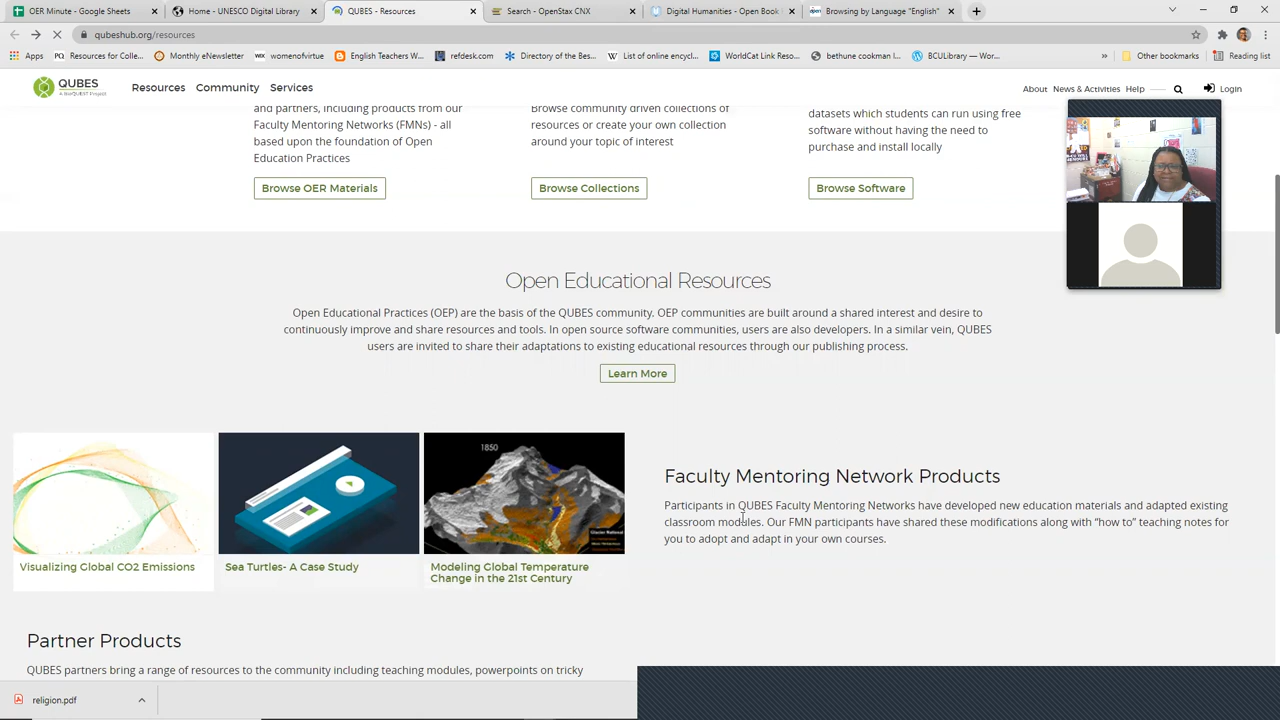 OER Minute - Google Sheets
Home - UNESCO Digital Library
QUBES - Resources
Search - OpenStax CNX
Digital Humanities - Open Book
Browsing by Language "English"
qubeshub.org/resources
Resources for Colle...
Monthly eNewsletter
womenofvirtue
English Teachers W...
refdesk.com
Directory of the Bes...
List of online encycl...
WorldCat Link Reso...
bethune cookman l...
BCULibrary — Wor...
Other bookmarks
Reading list
QUBES
Resources
Community
Services
About
News & Activities
Help
Login
and partners, including products from our
Faculty Mentoring Networks (FMNs) - all
based upon the foundation of Open
Education Practices
Browse OER Materials
Browse community driven collections of
resources or create your own collection
around your topic of interest
Browse Collections
datasets which students can run using free
software without having the need to
purchase and install locally
Browse Software
Open Educational Resources
Open Educational Practices (OEP) are the basis of the QUBES community. OEP communities are built around a shared interest and desire to
continuously improve and share resources and tools. In open source software communities, users are also developers. In a similar vein, QUBES
users are invited to share their adaptations to existing educational resources through our publishing process.
Learn More
1850
Visualizing Global CO2 Emissions
Sea Turtles- A Case Study
Modeling Global Temperature
Change in the 21st Century
Faculty Mentoring Network Products
Participants in QUBES Faculty Mentoring Networks have developed new education materials and adapted existing
classroom modules. Our FMN participants have shared these modifications along with "how to" teaching notes for
you to adopt and adapt in your own courses.
Partner Products
QUBES partners bring a range of resources to the community including teaching modules, powerpoints on tricky
religion.pdf